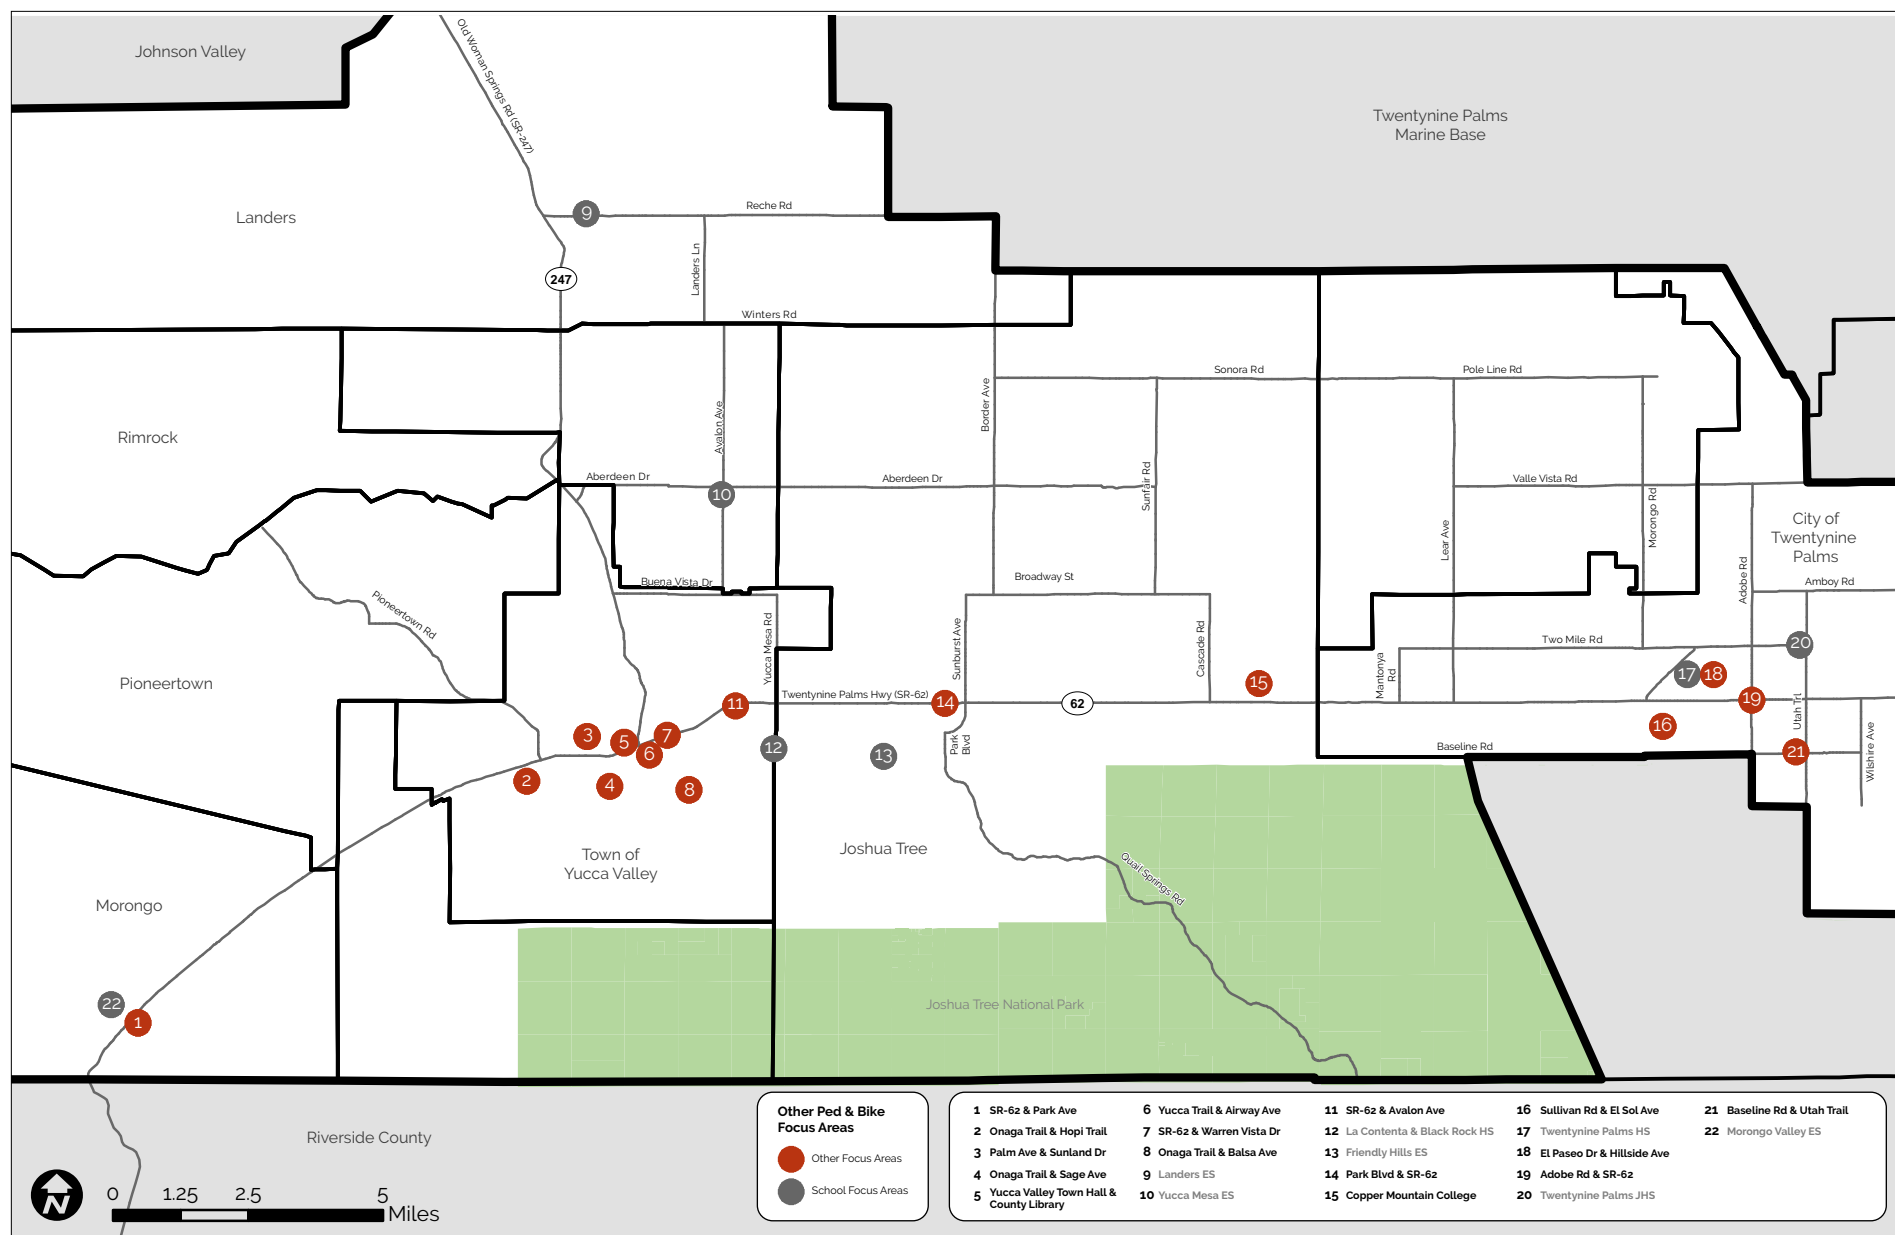 Johnson Valley
Old Woman Springs Rd (SR-247)
Twentynine Palms
Marine Base
Landers
9
Reche Rd
Landers Ln
247
Winters Rd
Rimrock
Avalon Ave
Border Ave
Sonora Rd
Pole Line Rd
Aberdeen Dr
10
Aberdeen Dr
Sunfair Rd
Valle Vista Rd
Morongo Rd
Lear Ave
City of
Twentynine
Palms
Adobe Rd
Amboy Rd
Buena Vista Dr
Broadway St
Pioneertown Rd
Yucca Mesa Rd
Sunburst Ave
Cascade Rd
Mantonya
Rd
Two Mile Rd
20
Pioneertown
Twentynine Palms Hwy (SR-62)
62
15
17
18
19
11
14
16
Utah Trl
21
Wilshire Ave
Baseline Rd
3
5
7
6
12
13
Park
Blvd
2
4
8
Town of
Yucca Valley
Joshua Tree
Quail Springs Rd
Morongo
22
1
Joshua Tree National Park
Riverside County
N
0 1.25 2.5 5
Miles
Other Ped & Bike
Focus Areas
Other Focus Areas
School Focus Areas
1 SR-62 & Park Ave
2 Onaga Trail & Hopi Trail
3 Palm Ave & Sunland Dr
4 Onaga Trail & Sage Ave
5 Yucca Valley Town Hall &
County Library
6 Yucca Trail & Airway Ave
7 SR-62 & Warren Vista Dr
8 Onaga Trail & Balsa Ave
9 Landers ES
10 Yucca Mesa ES
11 SR-62 & Avalon Ave
12 La Contenta & Black Rock HS
13 Friendly Hills ES
14 Park Blvd & SR-62
15 Copper Mountain College
16 Sullivan Rd & El Sol Ave
17 Twentynine Palms HS
18 El Paseo Dr & Hillside Ave
19 Adobe Rd & SR-62
20 Twentynine Palms JHS
21 Baseline Rd & Utah Trail
22 Morongo Valley ES